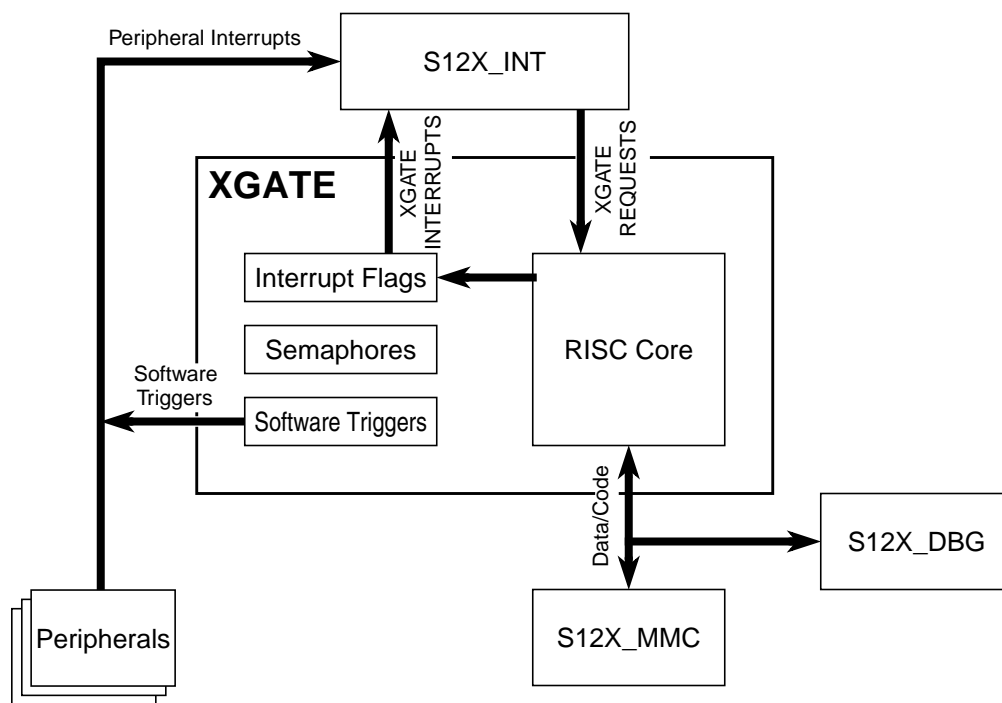 Peripheral Interrupts
S12X_INT
XGATE
INTERRUPTS
XGATE
REQUESTS
XGATE
Interrupt Flags
Semaphores
Software Triggers
RISC Core
Software
Triggers
Data/Code
S12X_DBG
Peripherals
S12X_MMC